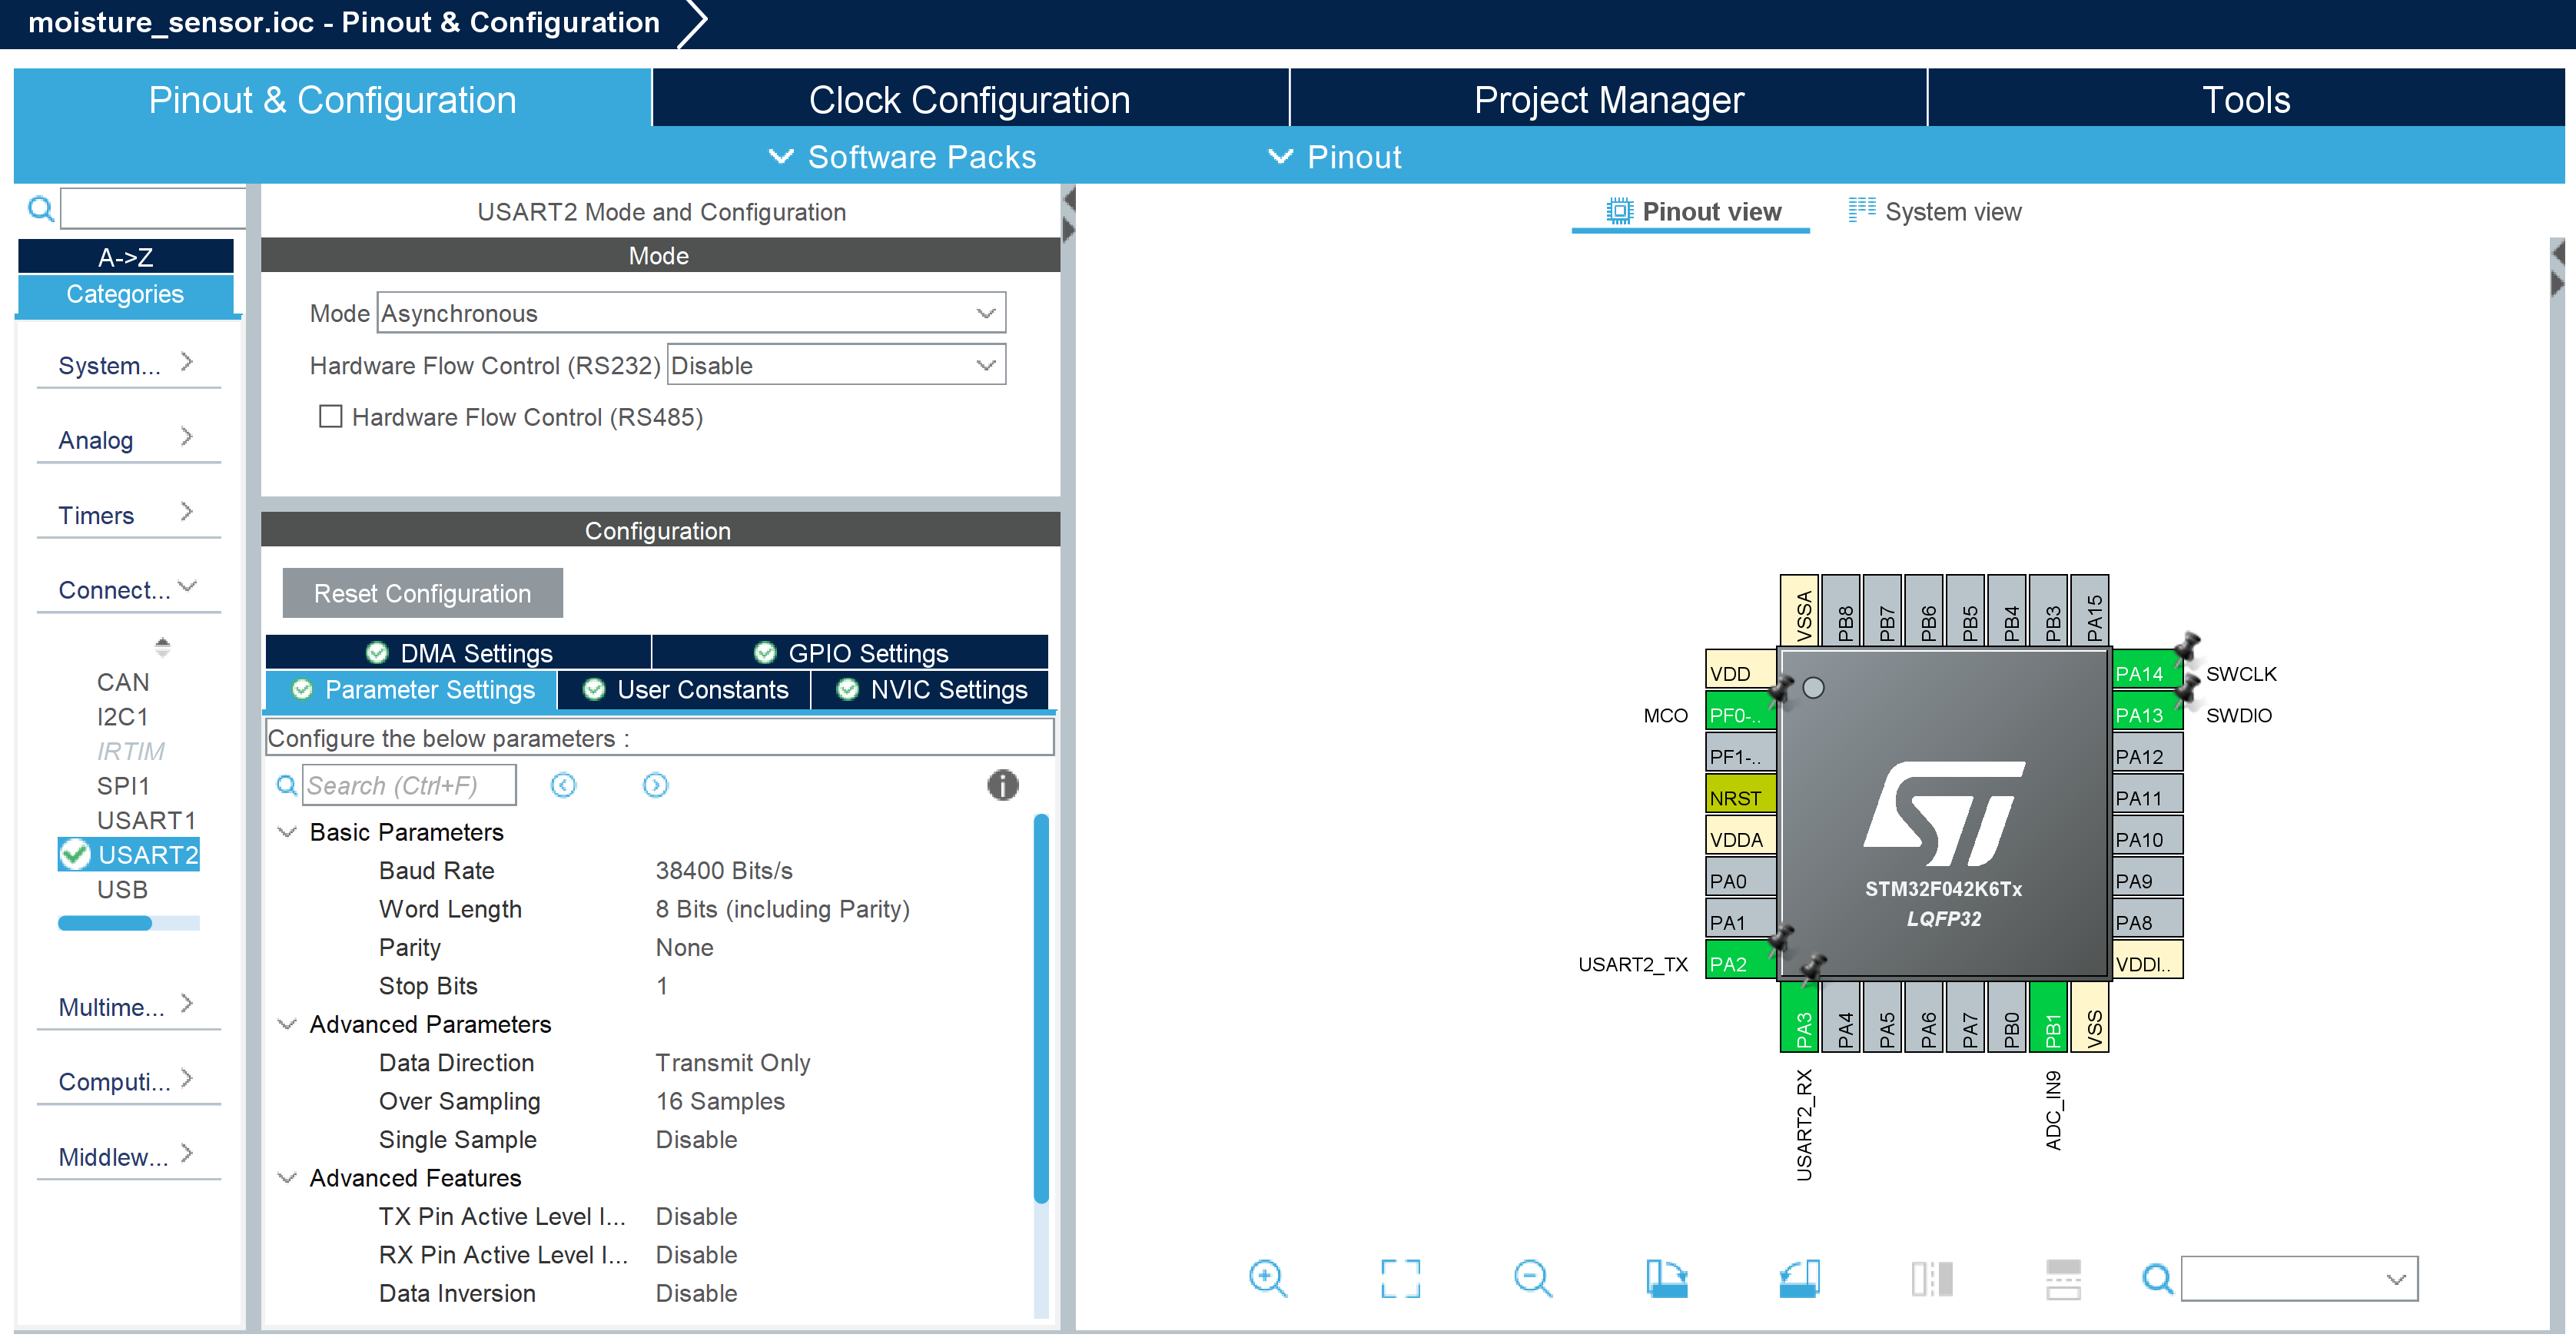 moisture_sensor.ioc - Pinout & Configuration
Pinout & Configuration
Clock Configuration
Project Manager
Tools
Software Packs
Pinout
A->Z
Categories
System...
Analog
Timers
Connect...
CAN
I2C1
IRTIM
SPI1
USART1
USART2
USB
Multime...
Computi...
Middlew...
USART2 Mode and Configuration
Mode
Mode Asynchronous
Hardware Flow Control (RS232) Disable
Hardware Flow Control (RS485)
Configuration
Reset Configuration
DMA Settings
GPIO Settings
Parameter Settings
User Constants
NVIC Settings
Configure the below parameters :
Search (Ctrl+F)
Basic Parameters
Baud Rate 38400 Bits/s
Word Length 8 Bits (including Parity)
Parity None
Stop Bits 1
Advanced Parameters
Data Direction Transmit Only
Over Sampling 16 Samples
Single Sample Disable
Advanced Features
TX Pin Active Level I... Disable
RX Pin Active Level I... Disable
Data Inversion Disable
Pinout view
System view
VSSA
PB8
PB7
PB6
PB5
PB4
PB3
PA15
VDD
MCO PF0-..
PF1-..
NRST
VDDA
PA0
PA1
USART2_TX PA2
STM32F042K6Tx
LQFP32
PA14 SWCLK
PA13 SWDIO
PA12
PA11
PA10
PA9
PA8
VDDI..
PA3
PA4
PA5
PA6
PA7
PB0
PB1
VSS
USART2_RX
ADC_IN9